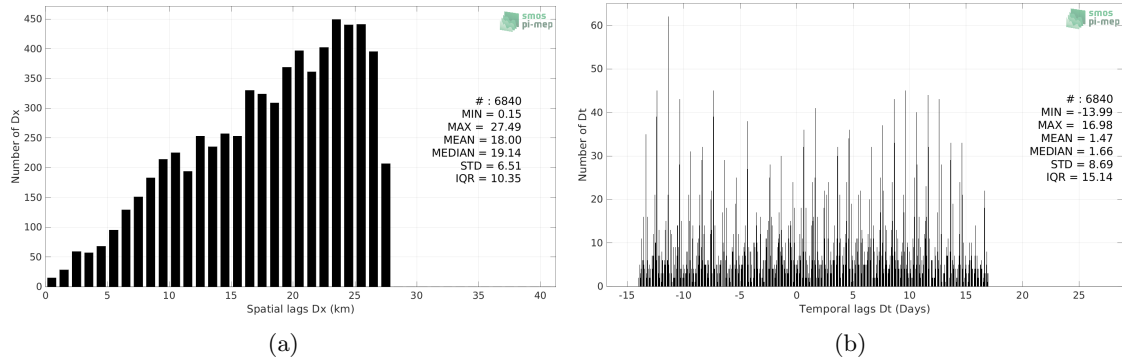 450
400
350
300
250
200
150
100
50
0
0 5 10 15 20 25 30 35 40
Number of Dx
Spatial lags Dx (km)
smos
pi-mep
# : 6840
MIN = 0.15
MAX = 27.49
MEAN = 18.00
MEDIAN = 19.14
STD = 6.51
IQR = 10.35
(a)
60
50
40
30
20
10
0
-15 -10 -5 0 5 10 15 20 25
Number of Dt
Temporal lags Dt (Days)
smos
pi-mep
# : 6840
MIN = -13.99
MAX = 16.98
MEAN = 1.47
MEDIAN = 1.66
STD = 8.69
IQR = 15.14
(b)